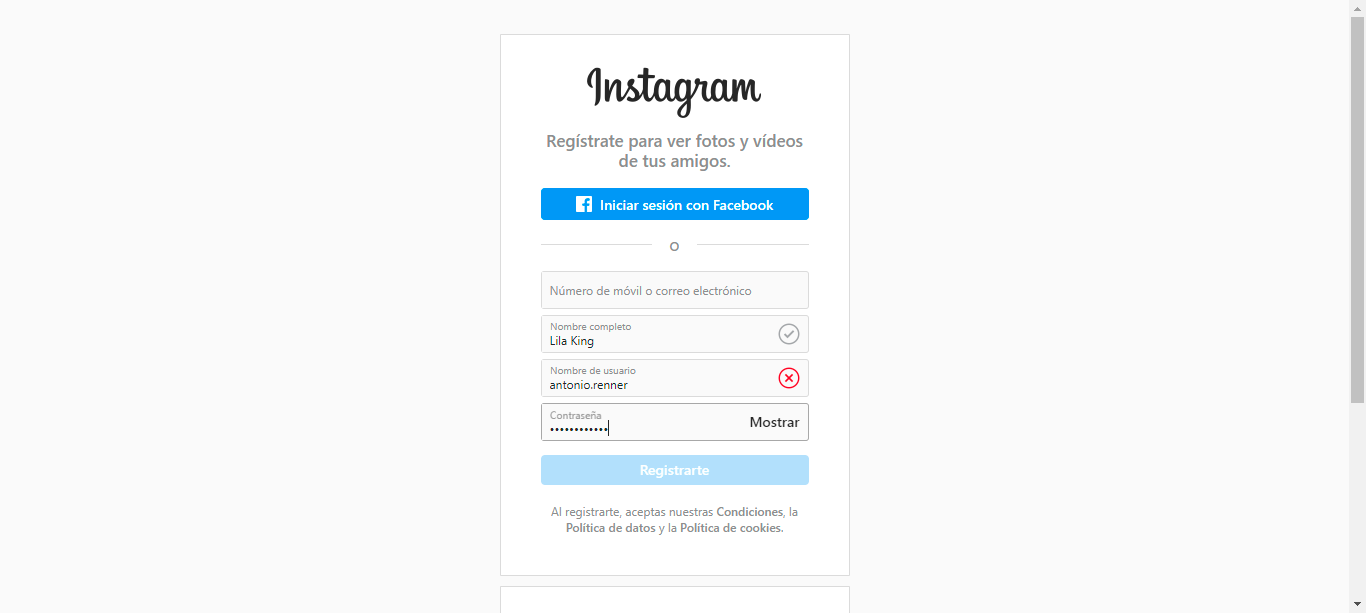 Instagram
Regístrate para ver fotos y vídeos
de tus amigos.
Iniciar sesión con Facebook
O
Número de móvil o correo electrónico
Nombre completo
Lila King
Nombre de usuario
antonio.renner
Contraseña
••••••••••••
Mostrar
Registrarte
Al registrarte, aceptas nuestras Condiciones, la
Política de datos y la Política de cookies.